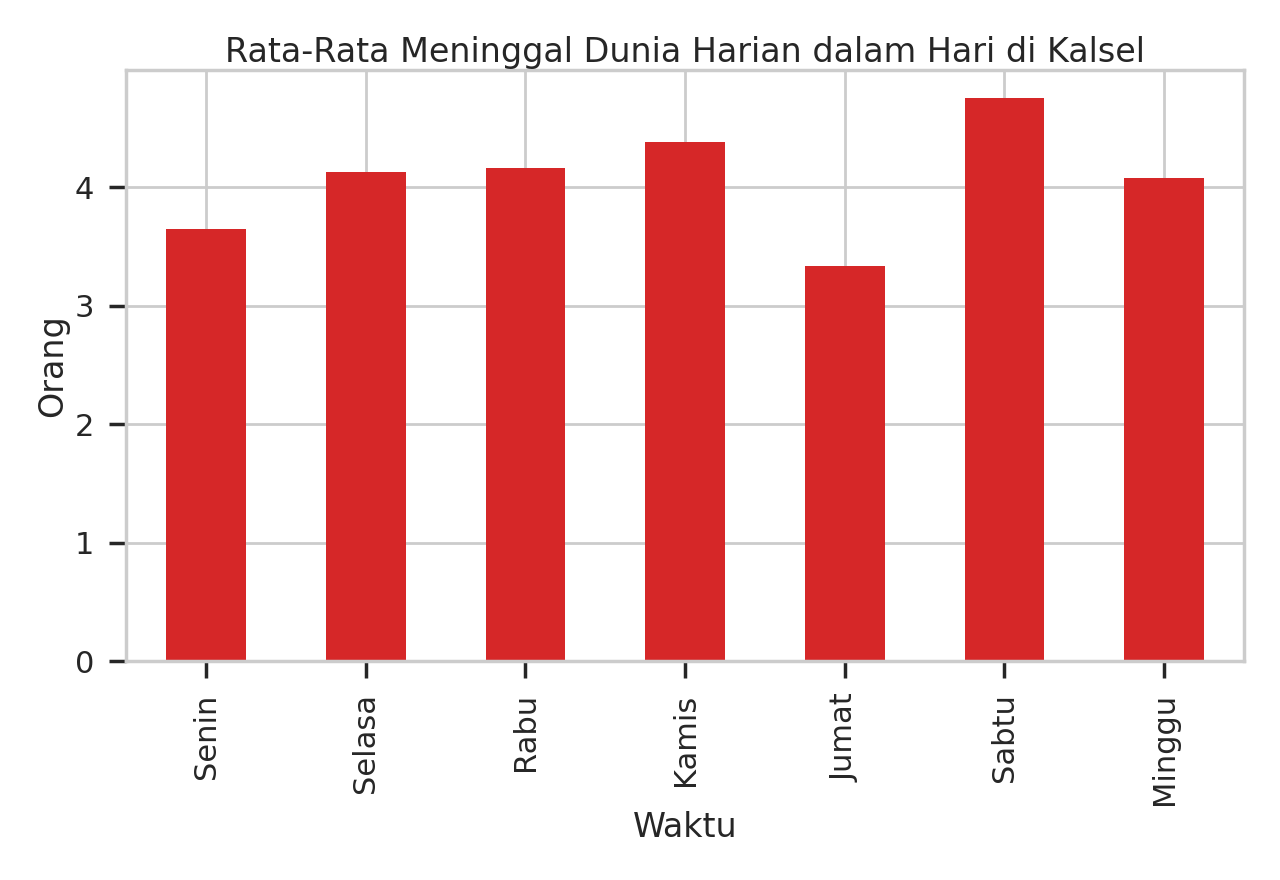 Rata-Rata Meninggal Dunia Harian dalam Hari di Kalsel
Orang
4
3
2
1
0
Senin
Selasa
Rabu
Kamis
Jumat
Sabtu
Minggu
Waktu